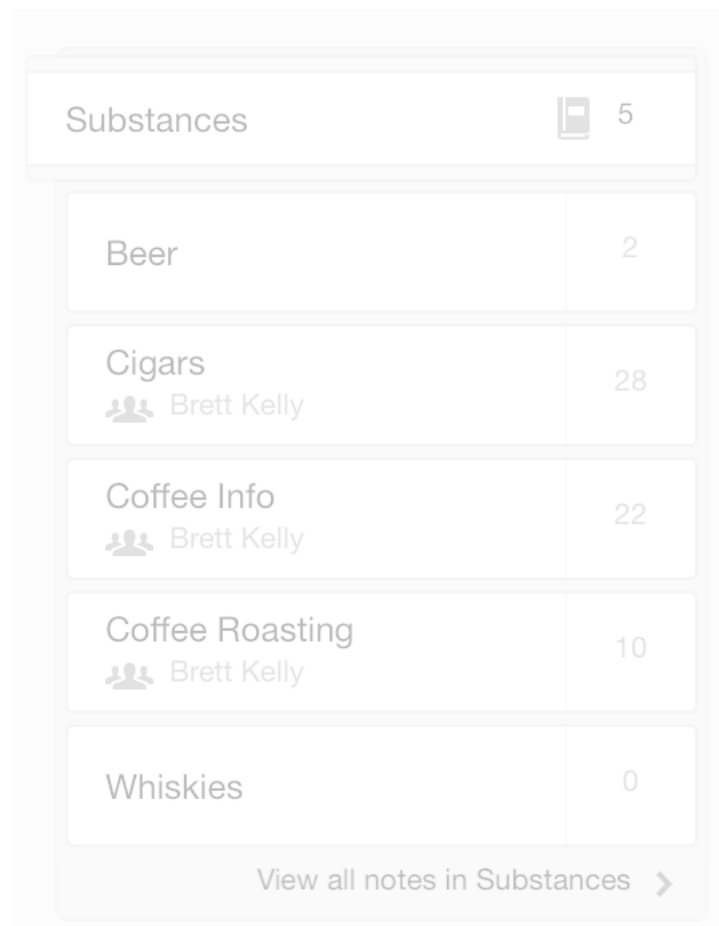 Substances 5
Beer 2
Cigars 28
Brett Kelly
Coffee Info 22
Brett Kelly
Coffee Roasting 10
Brett Kelly
Whiskies 0
View all notes in Substances